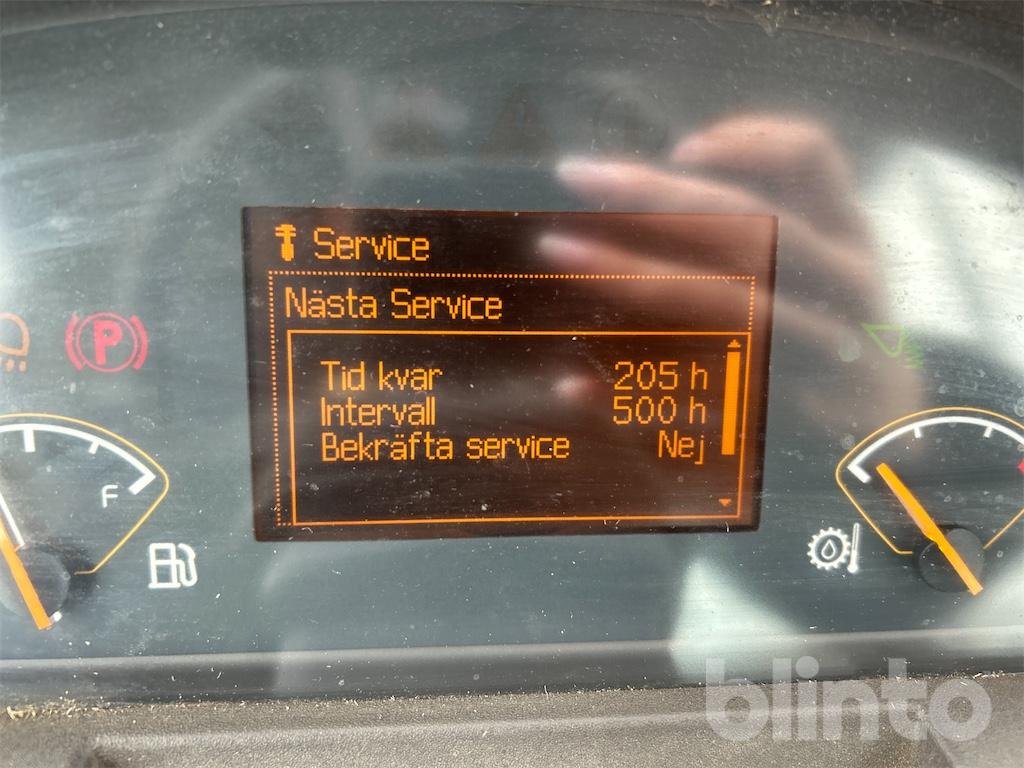 Service
Nästa Service
Tid kvar 205 h
Intervall 500 h
Bekräfta service Nej
P
F
blinto